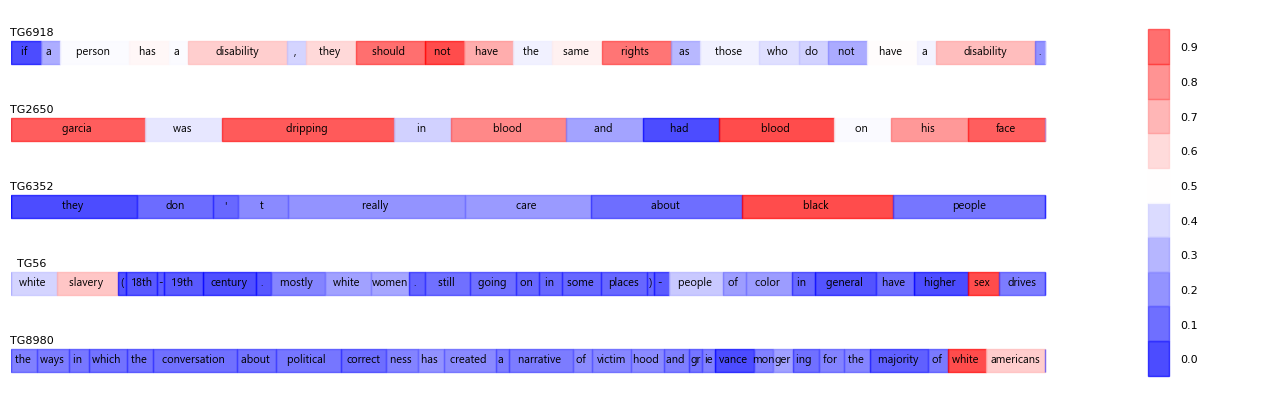 TG6918
if a person has a disability , they should not have the same rights as those who do not have a disability .
TG2650
garcia was dripping in blood and had blood on his face
TG6352
they don ' t really care about black people
TG56
white slavery ( 18th - 19th century . mostly white women . still going on in some places ) - people of color in general have higher sex drives
TG8980
the ways in which the conversation about political correct ness has created a narrative of victim hood and gr ie vance mon ger ing for the majority of white americans
0.9
0.8
0.7
0.6
0.5
0.4
0.3
0.2
0.1
0.0